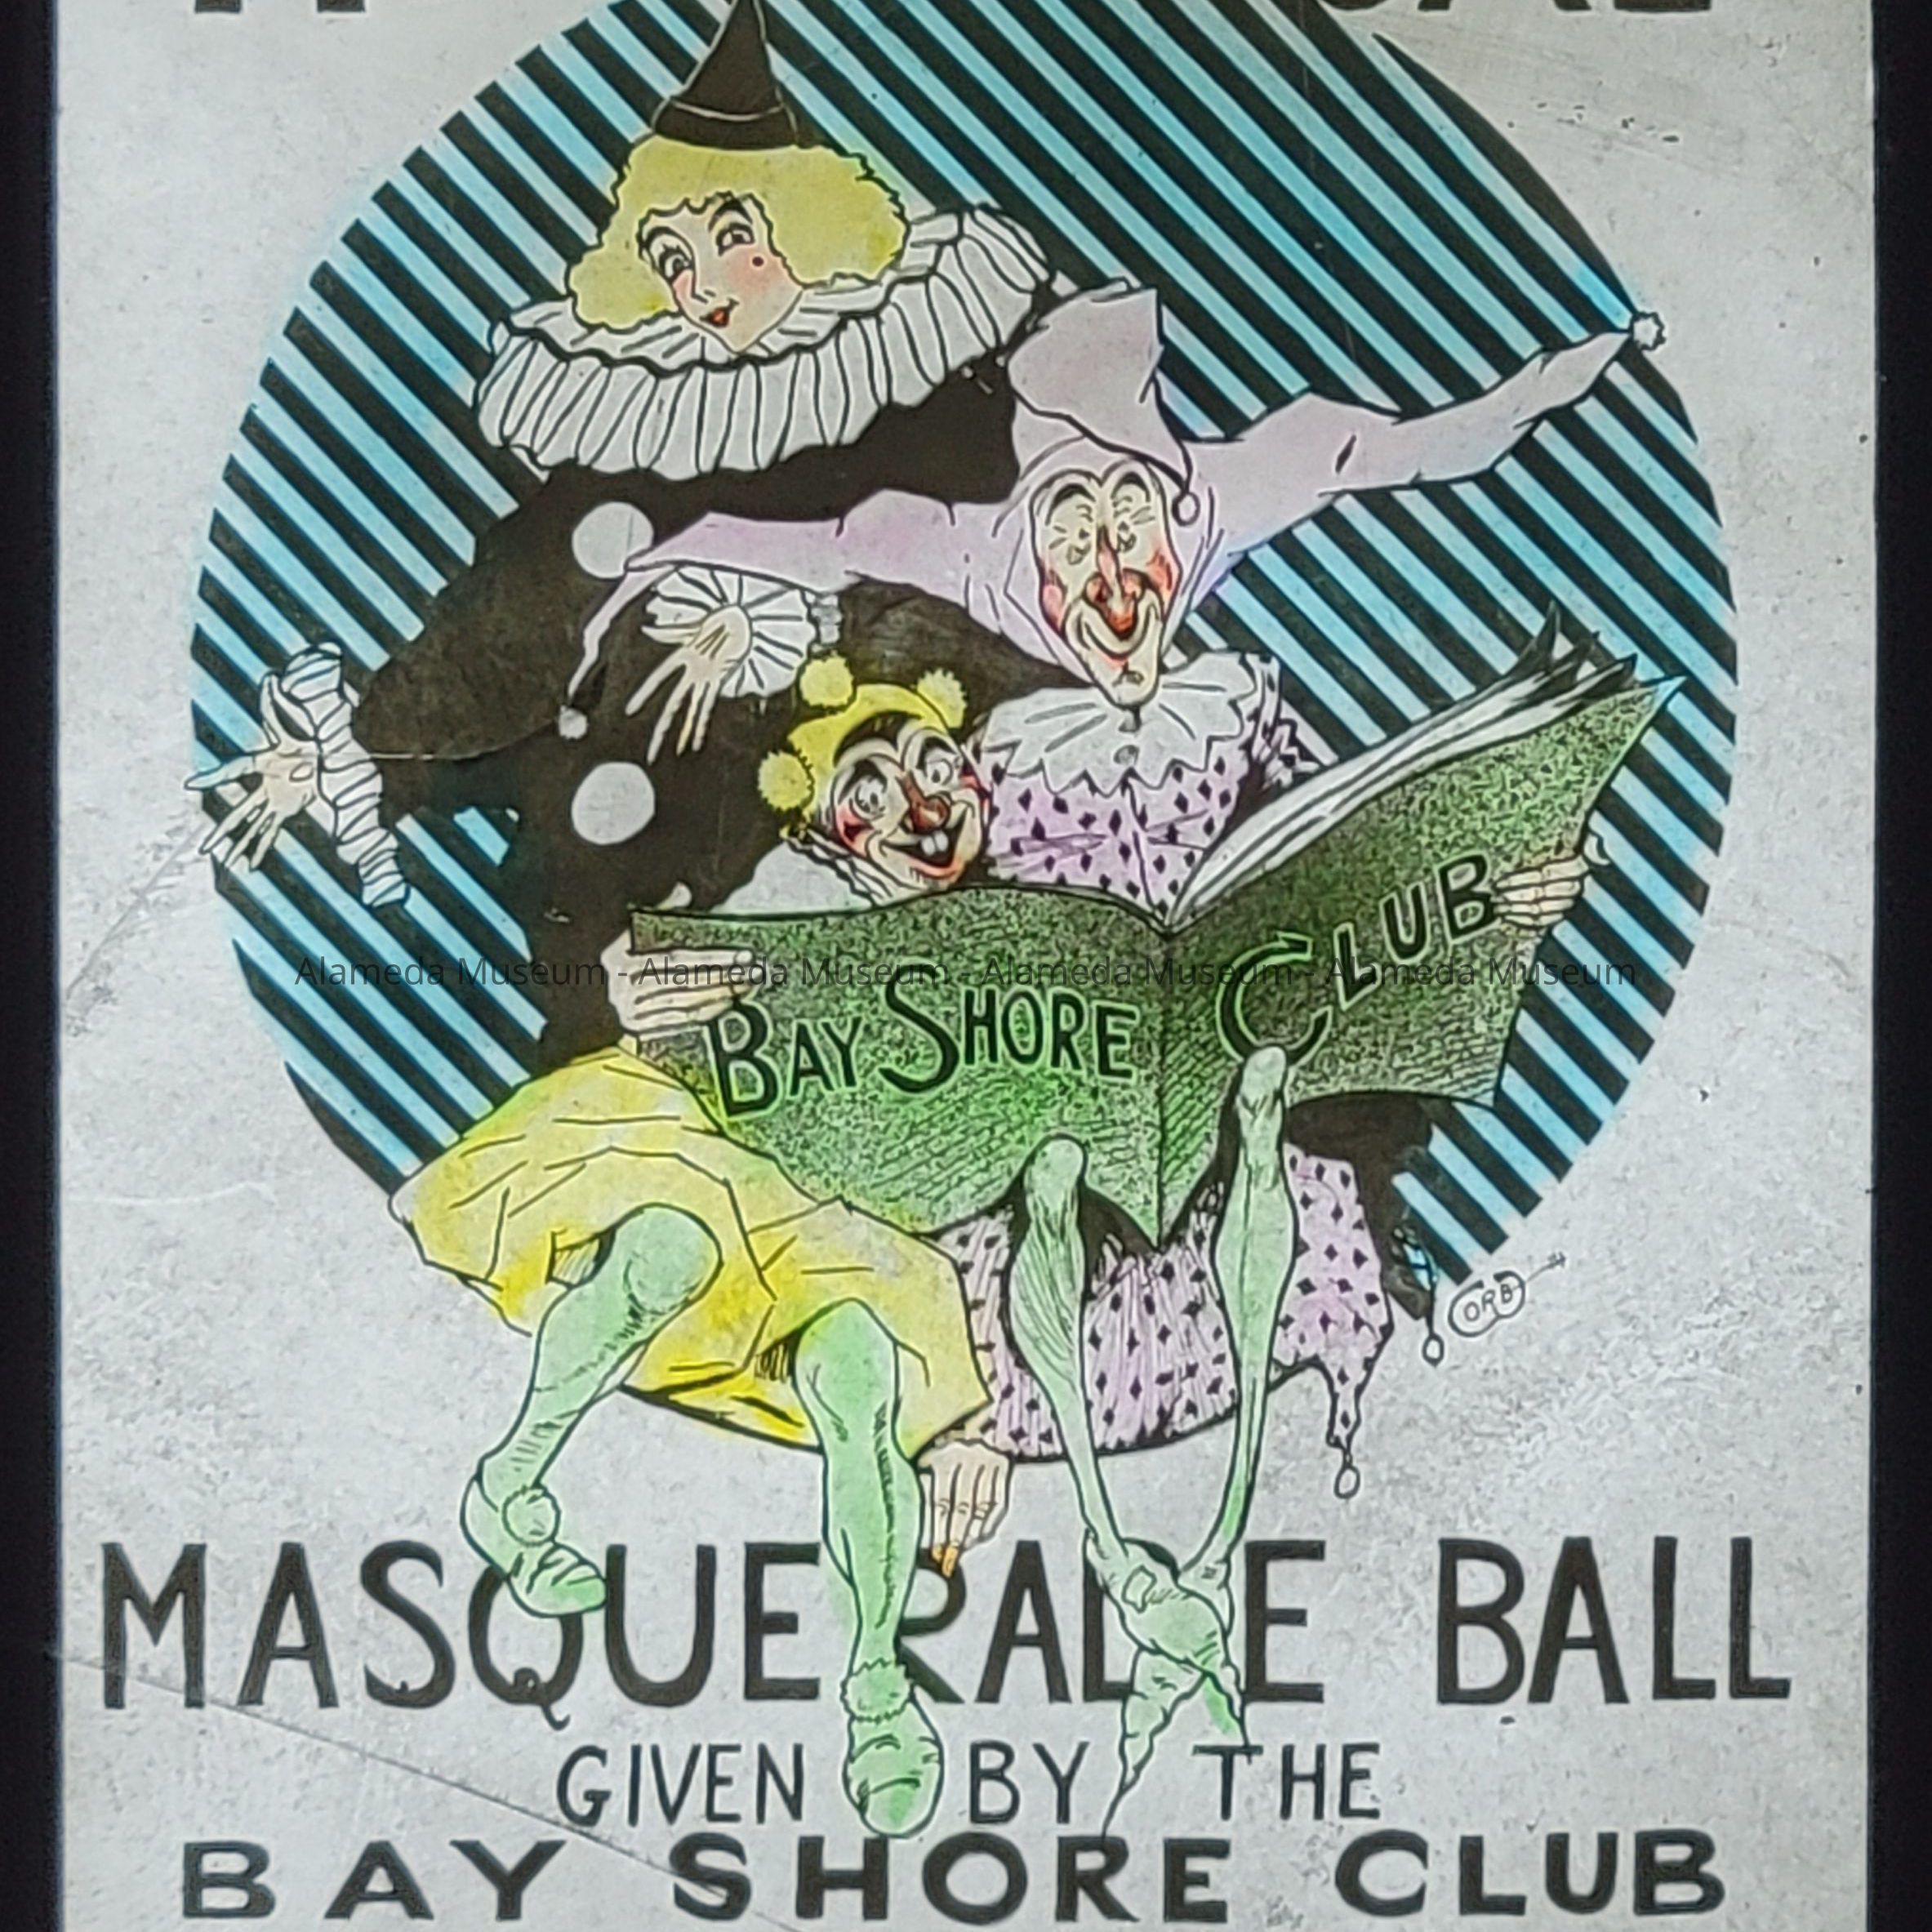 Alameda Museum - Alameda Museum - Alameda Museum - Alameda Museum
BAY SHORE CLUB
CORB
MASQUERADE BALL
GIVEN BY THE
BAY SHORE CLUB